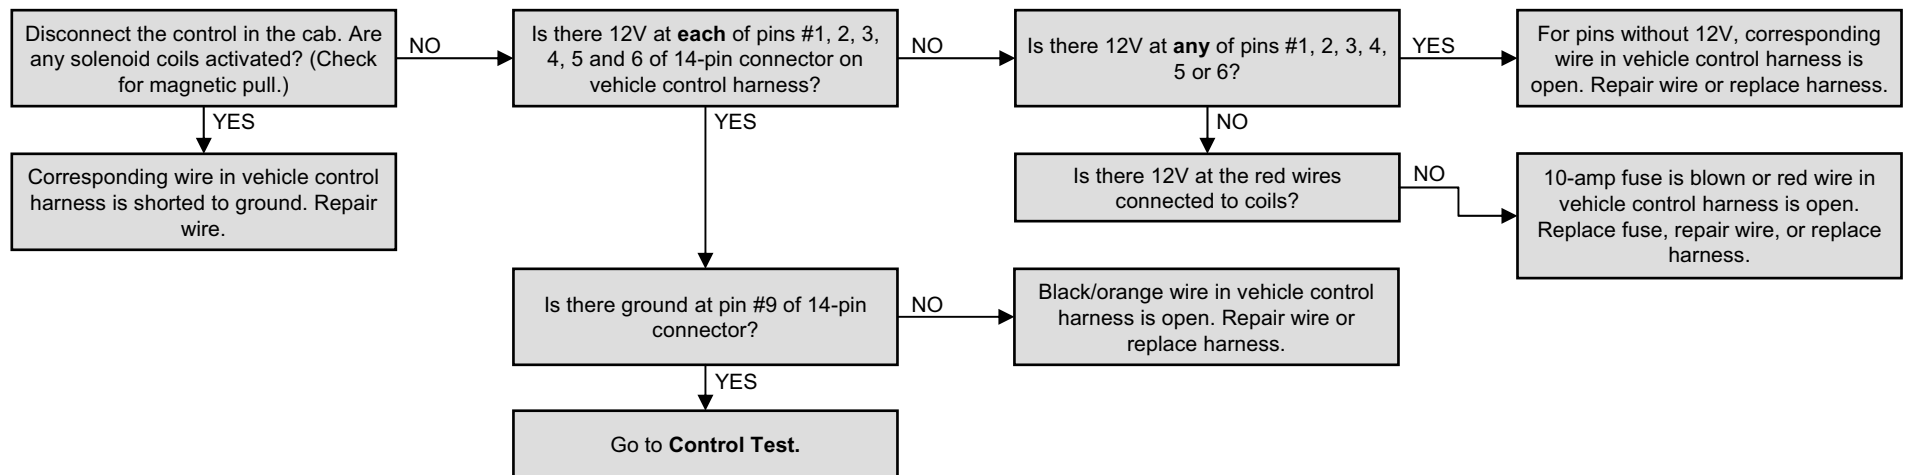 Disconnect the control in the cab. Are
any solenoid coils activated? (Check
for magnetic pull.)
NO
Is there 12V at each of pins #1, 2, 3,
4, 5 and 6 of 14-pin connector on
vehicle control harness?
NO
Is there 12V at any of pins #1, 2, 3, 4,
5 or 6?
YES
For pins without 12V, corresponding
wire in vehicle control harness is
open. Repair wire or replace harness.
YES
YES
NO
Corresponding wire in vehicle control
harness is shorted to ground. Repair
wire.
Is there 12V at the red wires
connected to coils?
NO
10-amp fuse is blown or red wire in
vehicle control harness is open.
Replace fuse, repair wire, or replace
harness.
Is there ground at pin #9 of 14-pin
connector?
NO
Black/orange wire in vehicle control
harness is open. Repair wire or
replace harness.
YES
Go to Control Test.